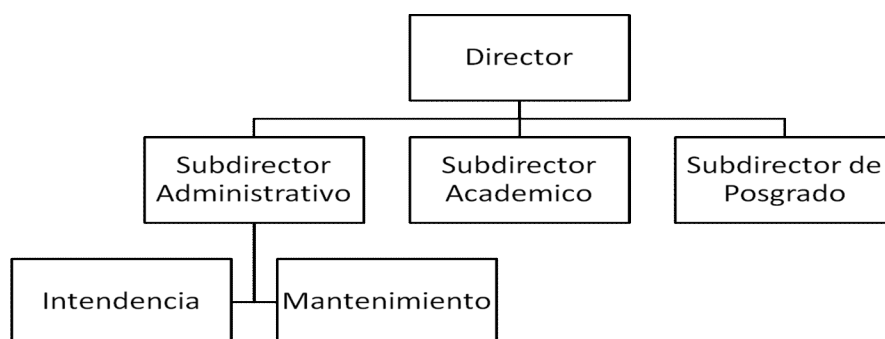 Director
Subdirector
Administrativo
Subdirector
Academico
Subdirector de
Posgrado
Intendencia
Mantenimiento